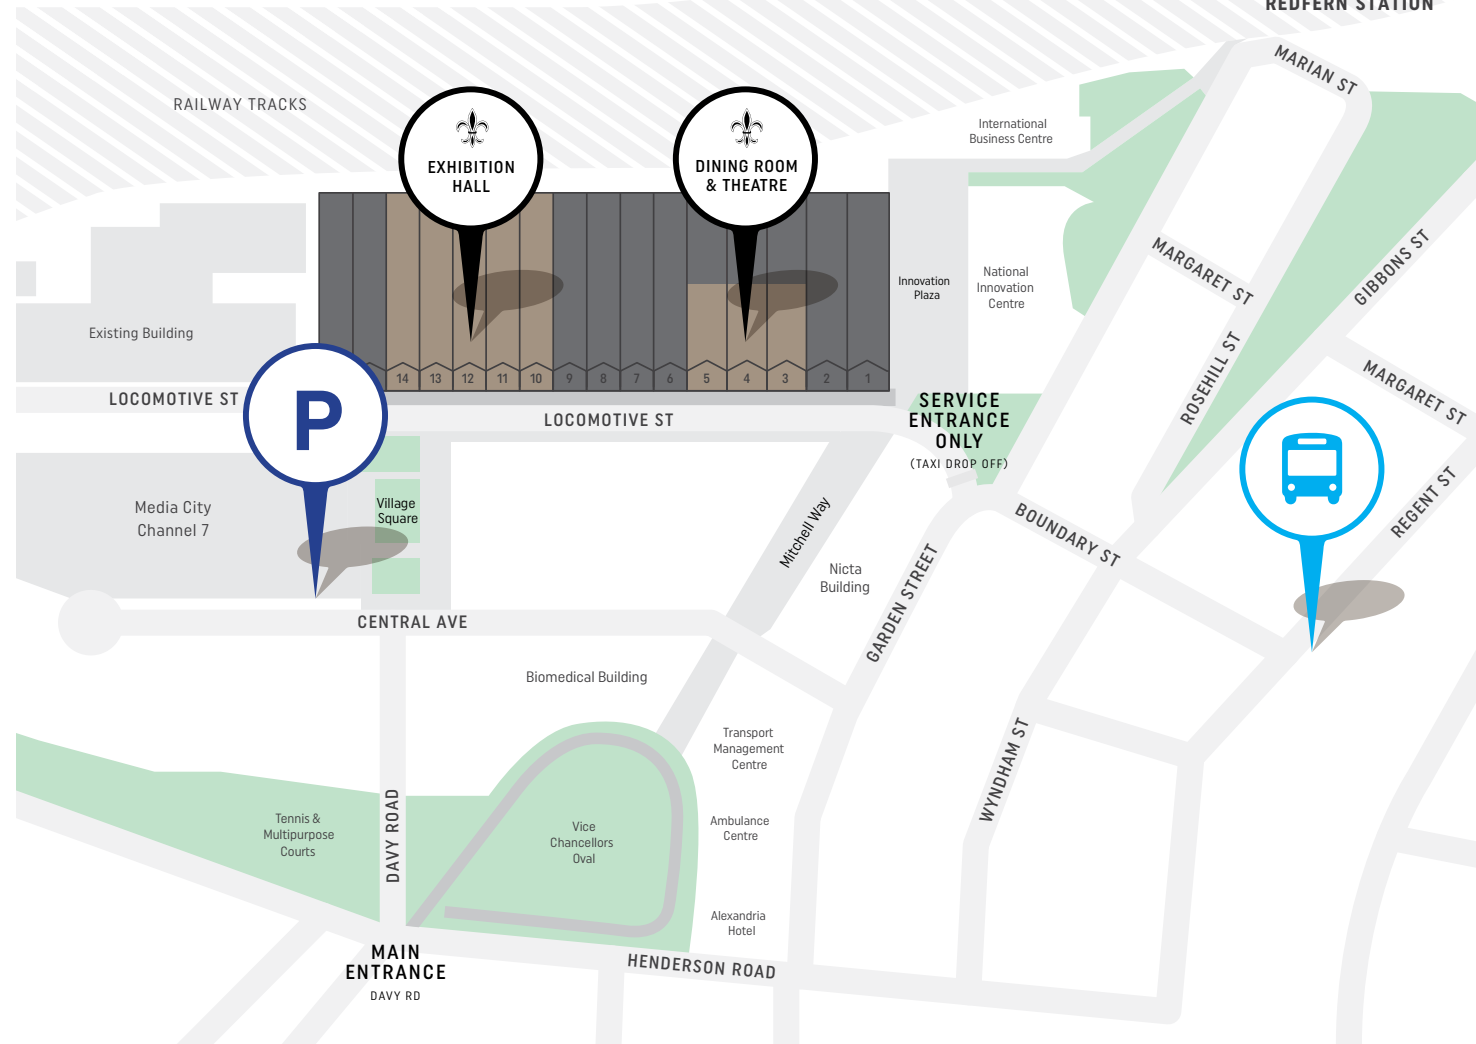 REDFERN STATION
MARIAN ST
RAILWAY TRACKS
International
Business Centre
EXHIBITION
HALL
DINING ROOM
& THEATRE
MARGARET ST
GIBBONS ST
Innovation
Plaza
National
Innovation
Centre
Existing Building
ROSEHILL ST
MARGARET ST
14 13 12 11 10 9 8 7 6 5 4 3 2 1
LOCOMOTIVE ST
P
LOCOMOTIVE ST
SERVICE
ENTRANCE
ONLY
(TAXI DROP OFF)
REGENT ST
Media City
Channel 7
Village
Square
Mitchell Way
BOUNDARY ST
Nicta
Building
GARDEN STREET
CENTRAL AVE
Biomedical Building
Transport
Management
Centre
WYNDHAM ST
Tennis &
Multipurpose
Courts
DAVY ROAD
Vice
Chancellors
Oval
Ambulance
Centre
Alexandria
Hotel
MAIN
ENTRANCE
DAVY RD
HENDERSON ROAD